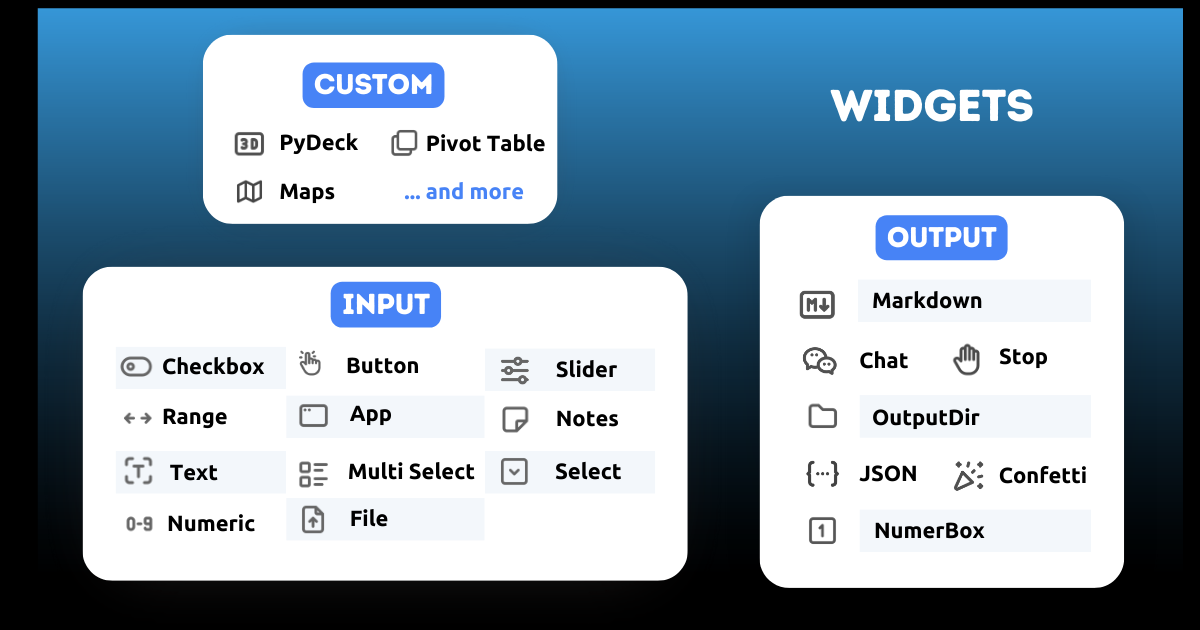 CUSTOM
3D PyDeck Pivot Table
Maps ... and more
WIDGETS
INPUT
Checkbox Button Slider
Range App Notes
T Text Multi Select Select
0-9 Numeric File
OUTPUT
M Markdown
Chat Stop
OutputDir
{...} JSON Confetti
1 NumerBox